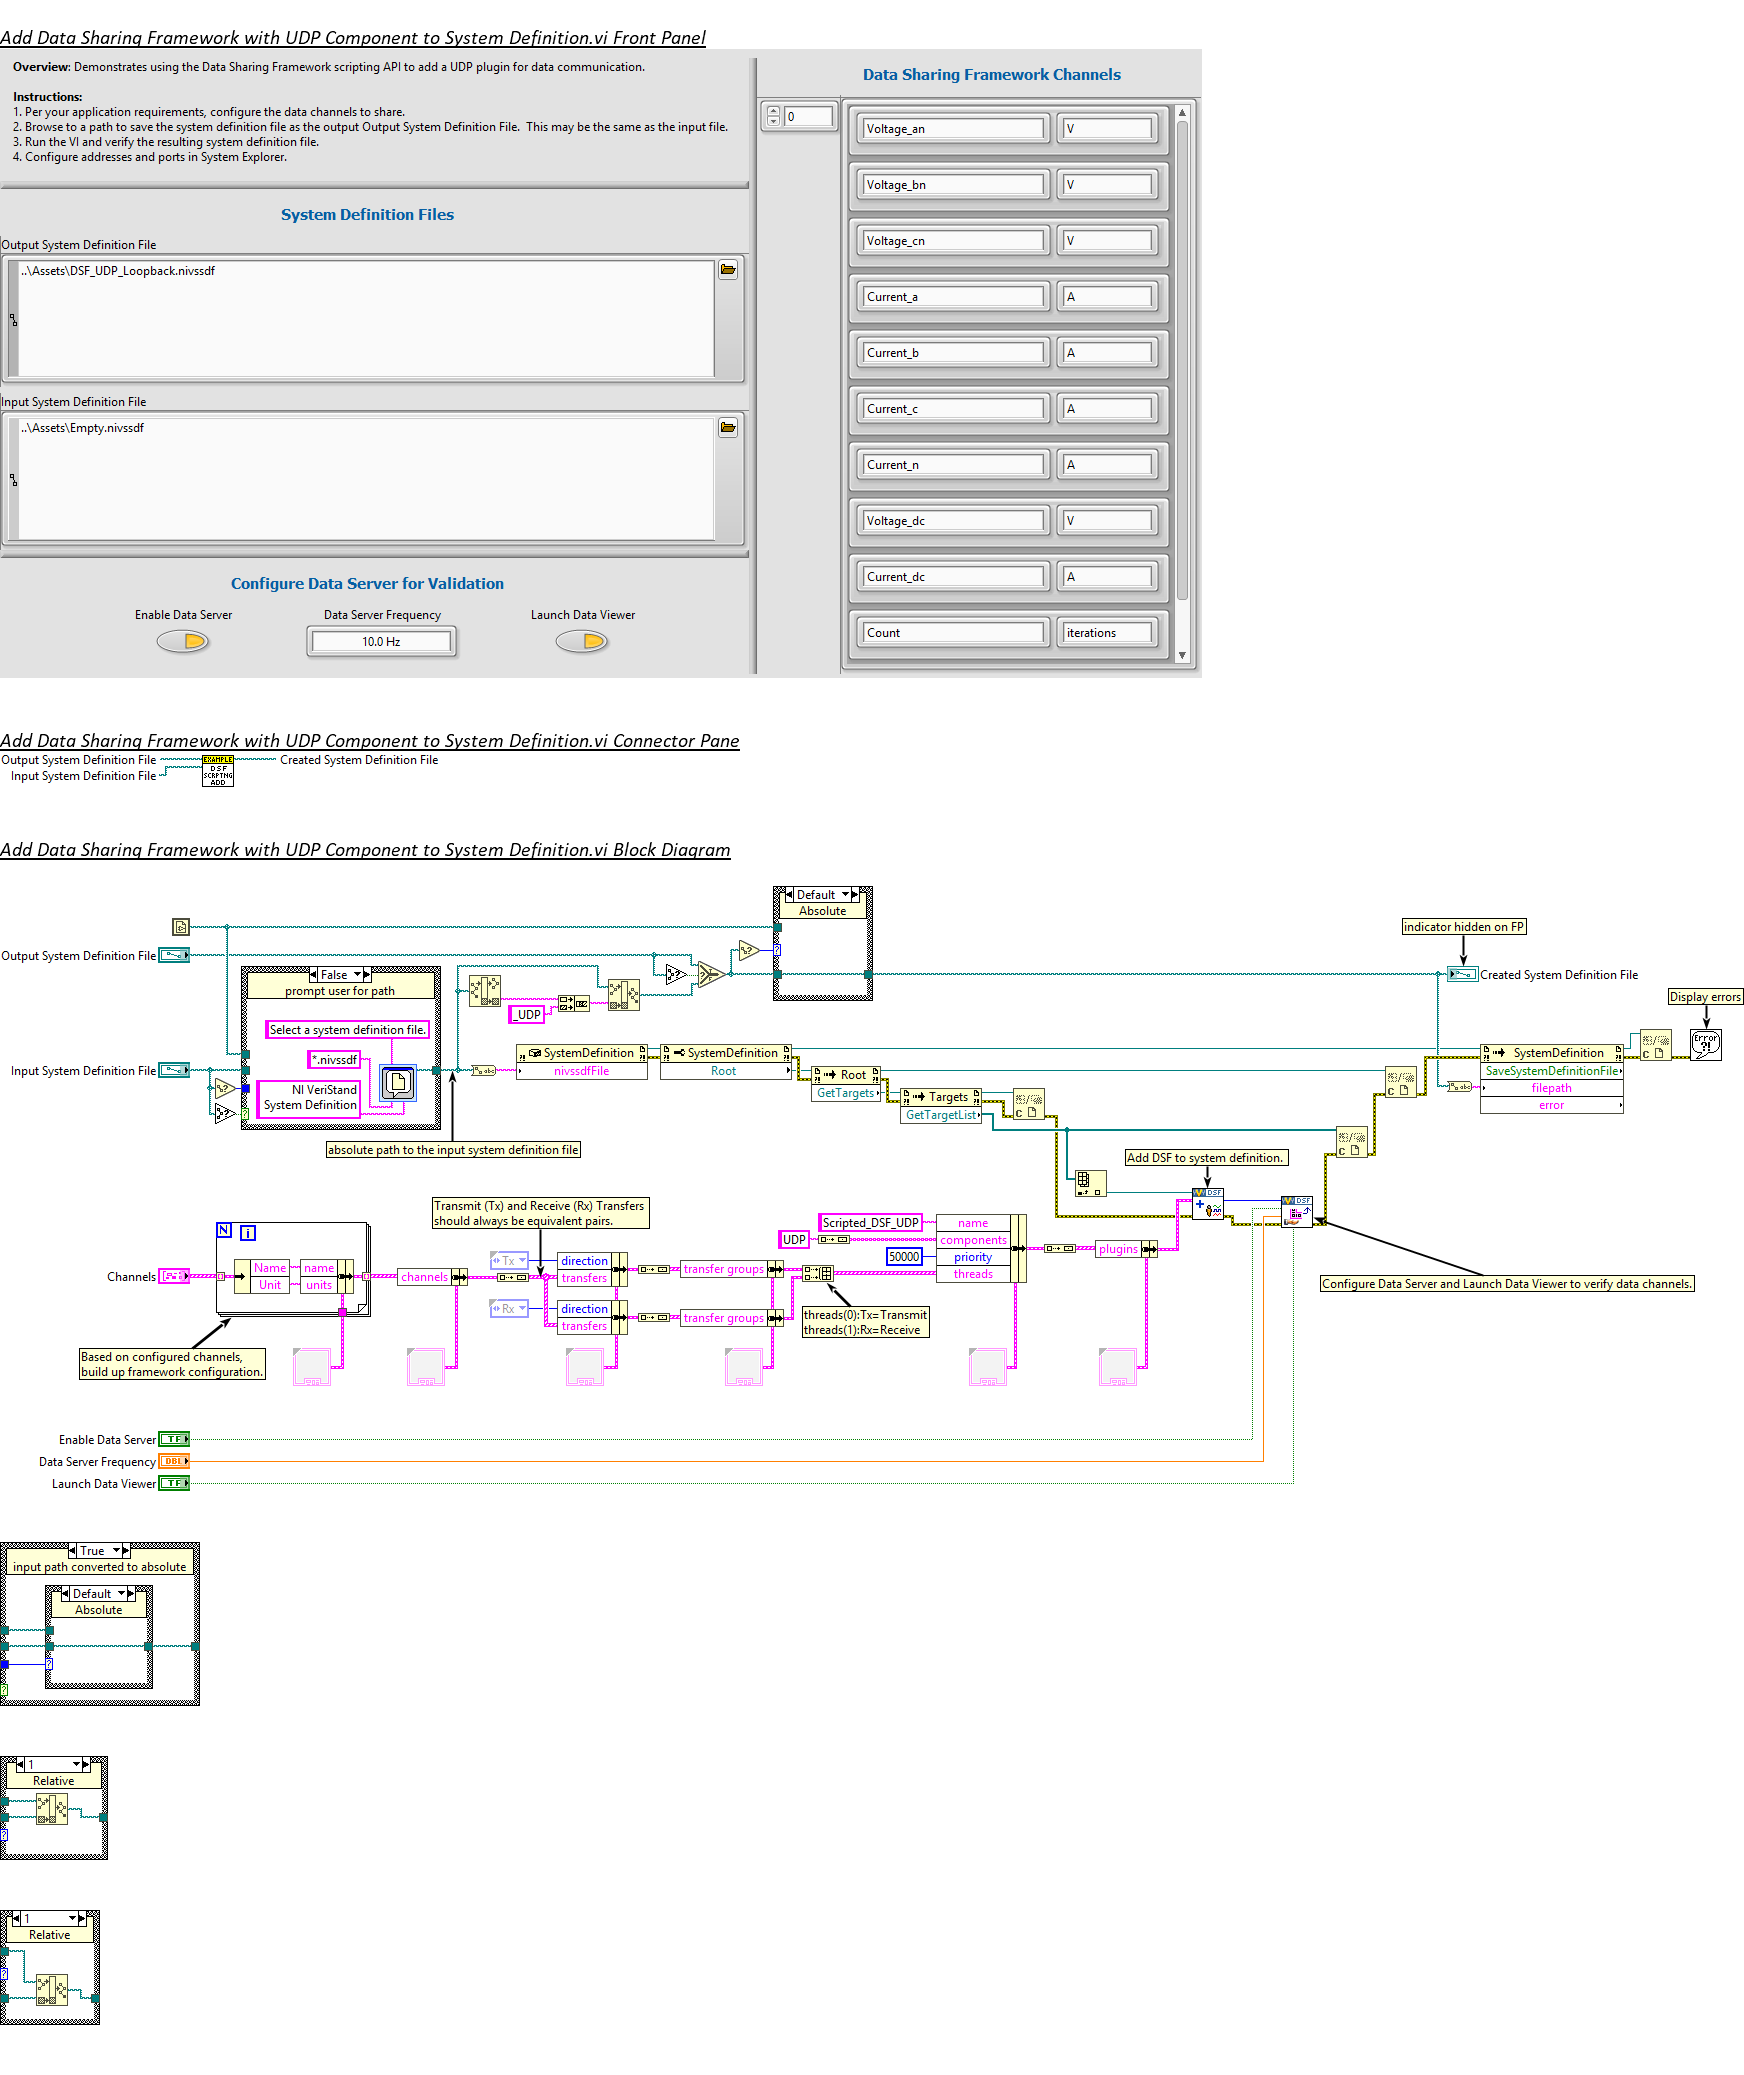 Add Data Sharing Framework with UDP Component to System Definition.vi Front Panel
Overview: Demonstrates using the Data Sharing Framework scripting API to add a UDP plugin for data communication.
Instructions:
1. Per your application requirements, configure the data channels to share.
2. Browse to a path to save the system definition file as the output Output System Definition File.  This may be the same as the input file.
3. Run the VI and verify the resulting system definition file.
4. Configure addresses and ports in System Explorer.
System Definition Files
Output System Definition File
..\Assets\DSF_UDP_Loopback.nivssdf
Input System Definition File
..\Assets\Empty.nivssdf
Configure Data Server for Validation
Enable Data Server
Data Server Frequency
Launch Data Viewer
10.0 Hz
Data Sharing Framework Channels
0
Voltage_an V
Voltage_bn V
Voltage_cn V
Current_a A
Current_b A
Current_c A
Current_n A
Voltage_dc V
Current_dc A
Count iterations
Add Data Sharing Framework with UDP Component to System Definition.vi Connector Pane
Output System Definition File
Input System Definition File
EXAMPLE
DSF
SCRPTNG
ADD
Created System Definition File
Add Data Sharing Framework with UDP Component to System Definition.vi Block Diagram
Default
Absolute
Output System Definition File
False
prompt user for path
Select a system definition file.
*.nivssdf
NI VeriStand
System Definition
Input System Definition File
absolute path to the input system definition file
_UDP
SystemDefinition
nivssdfFile
SystemDefinition
Root
Root
GetTargets
Targets
GetTargetList
indicator hidden on FP
Created System Definition File
Display errors
Error
?!
SystemDefinition
SaveSystemDefinitionFile
filepath
error
Add DSF to system definition.
DSF
DSF
Configure Data Server and Launch Data Viewer to verify data channels.
Transmit (Tx) and Receive (Rx) Transfers
should always be equivalent pairs.
Channels
N
i
Name
Unit
name
units
channels
Tx
direction
transfers
Rx
direction
transfers
transfer groups
transfer groups
threads(0):Tx=Transmit
threads(1):Rx=Receive
Scripted_DSF_UDP
UDP
50000
name
components
priority
threads
plugins
Based on configured channels,
build up framework configuration.
Enable Data Server TF
Data Server Frequency DBL
Launch Data Viewer TF
True
input path converted to absolute
Default
Absolute
1
Relative
1
Relative